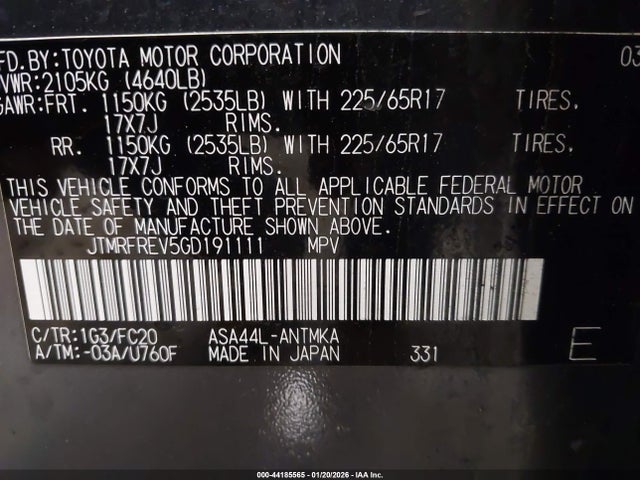 MFD.BY:TOYOTA MOTOR CORPORATION 03
GVWR:2105KG (4640LB)
GAWR:FRT. 1150KG (2535LB) WITH 225/65R17 TIRES.
17X7J RIMS.
RR. 1150KG (2535LB) WITH 225/65R17 TIRES,
17X7J RIMS.
THIS VEHICLE CONFORMS TO ALL APPLICABLE FEDERAL MOTOR
VEHICLE SAFETY AND THEFT PREVENTION STANDARDS IN EFFECT ON
THE DATE OF MANUFACTURE SHOWN ABOVE.
JTMRFREV5GD191111 MPV
C/TR:1G3/FC20 ASA44L-ANTMKA
A/TM:-03A/U760F MADE IN JAPAN 331 E
000-44185565 - 01/20/2026 - IAA Inc.